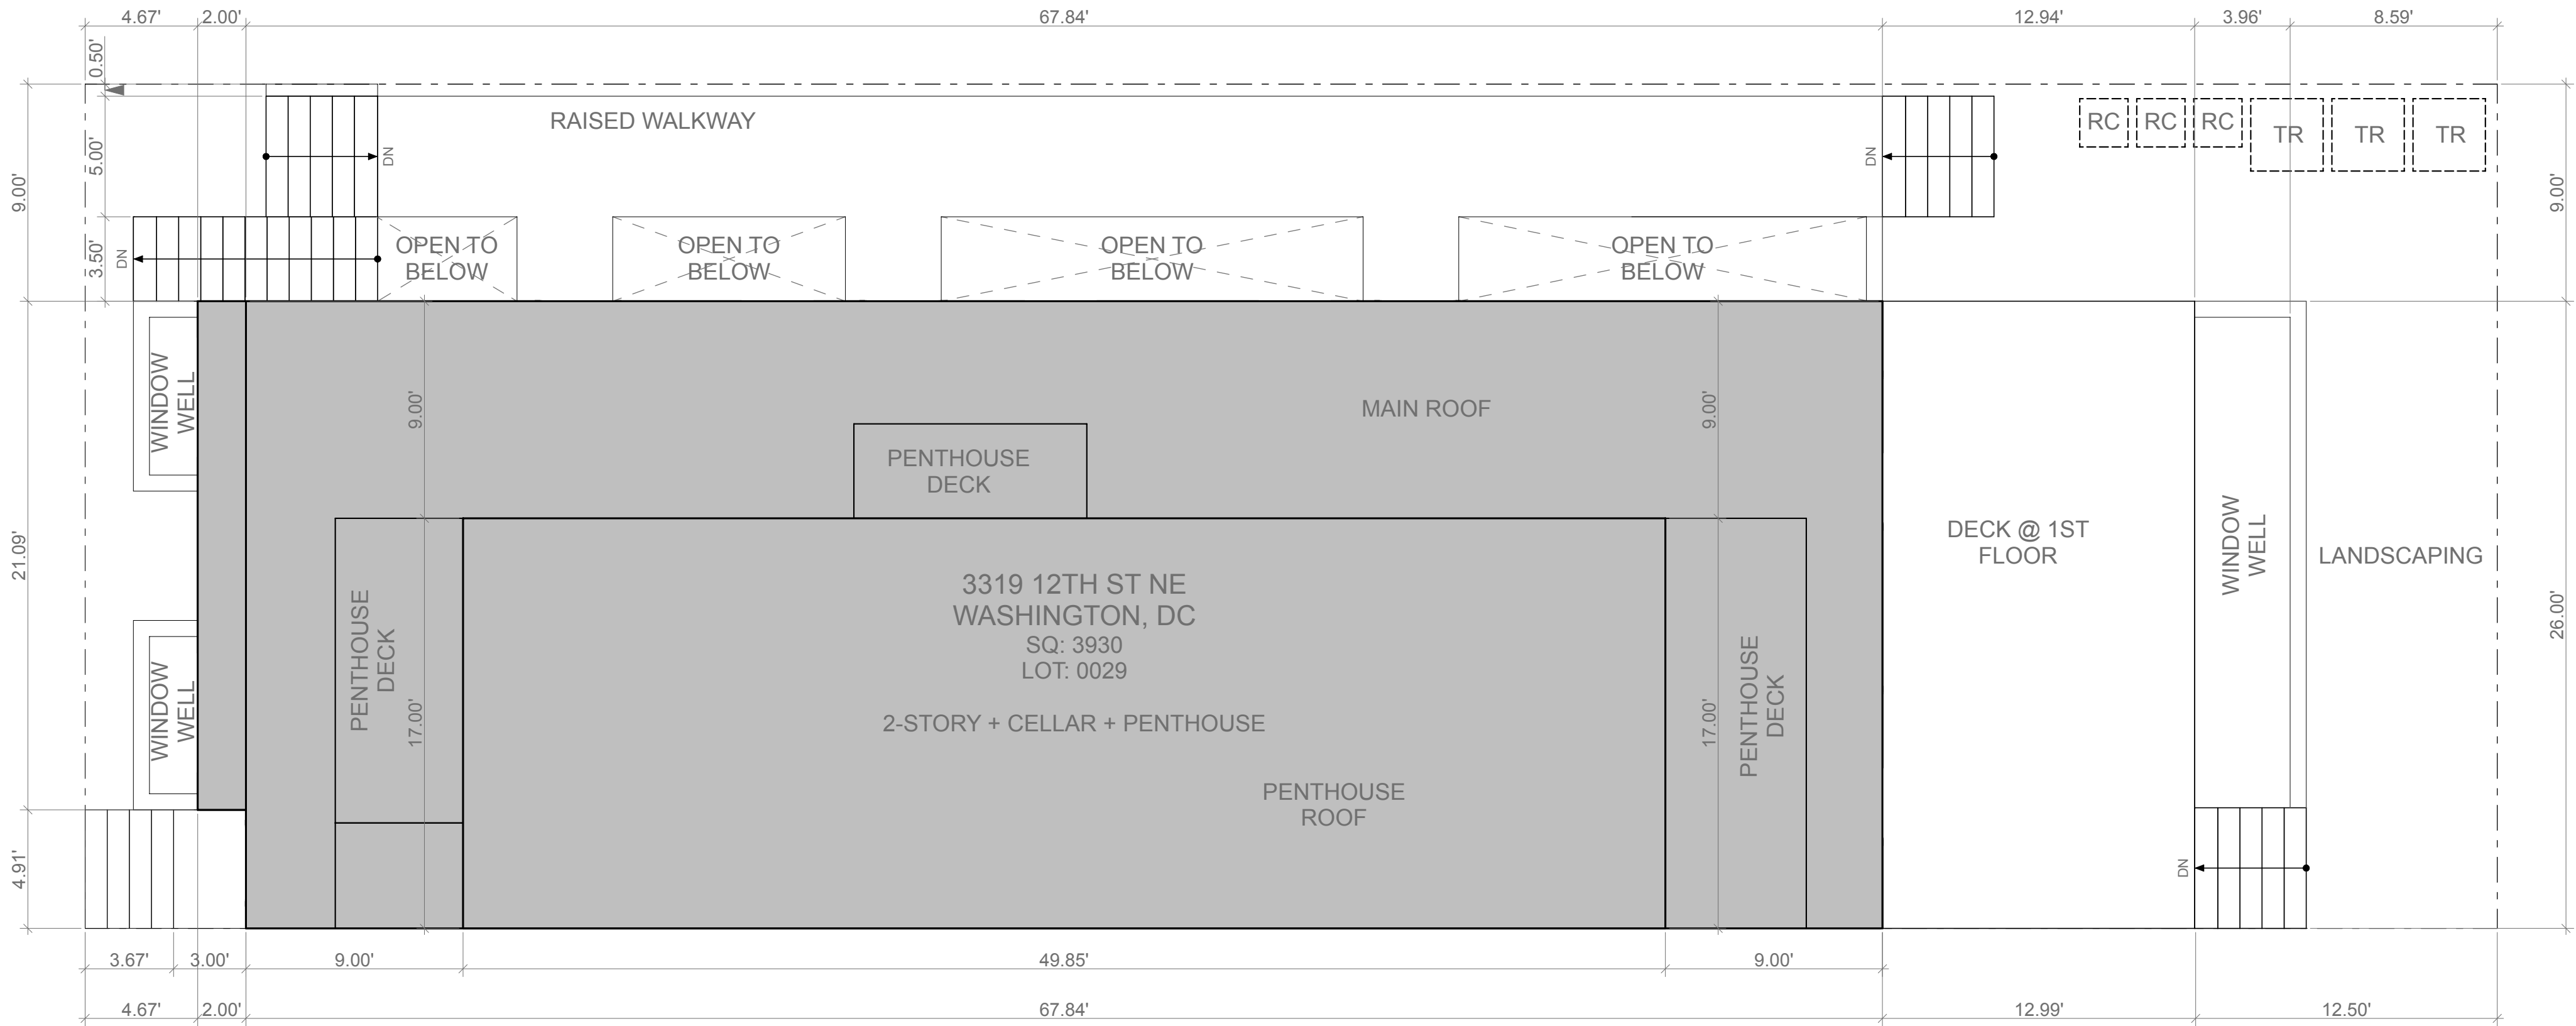 4.67'
2.00'
67.84'
12.94'
3.96'
8.59'
0.50'
5.00'
3.50'
9.00'
21.09'
4.91'
9.00'
26.00'
RAISED WALKWAY
DN
DN
DN
RC
RC
RC
TR
TR
TR
OPEN TO
BELOW
OPEN TO
BELOW
OPEN TO
BELOW
OPEN TO
BELOW
WINDOW
WELL
WINDOW
WELL
9.00'
17.00'
MAIN ROOF
PENTHOUSE
DECK
9.00'
17.00'
PENTHOUSE
DECK
3319 12TH ST NE
WASHINGTON, DC
SQ: 3930
LOT: 0029
2-STORY + CELLAR + PENTHOUSE
PENTHOUSE
ROOF
PENTHOUSE
DECK
DECK @ 1ST
FLOOR
WINDOW
WELL
LANDSCAPING
DN
3.67'
3.00'
9.00'
49.85'
9.00'
4.67'
2.00'
67.84'
12.99'
12.50'